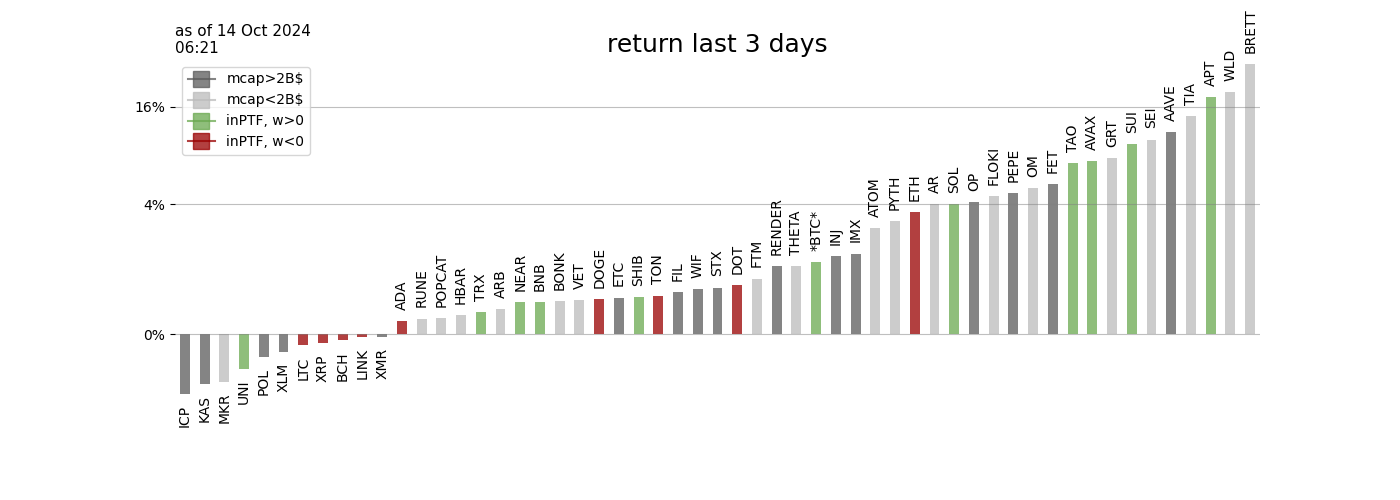 as of 14 Oct 2024
06:21
return last 3 days
mcap>2B$
mcap<2B$
inPTF, w>0
inPTF, w<0
16%
4%
0%
ICP
KAS
MKR
UNI
POL
XLM
LTC
XRP
BCH
LINK
XMR
ADA
RUNE
POPCAT
HBAR
TRX
ARB
NEAR
BNB
BONK
VET
DOGE
ETC
SHIB
TON
FIL
WIF
STX
DOT
FTM
RENDER
THETA
*BTC*
INJ
IMX
ATOM
PYTH
ETH
AR
SOL
OP
FLOKI
PEPE
OM
FET
TAO
AVAX
GRT
SUI
SEI
AAVE
TIA
APT
WLD
BRETT